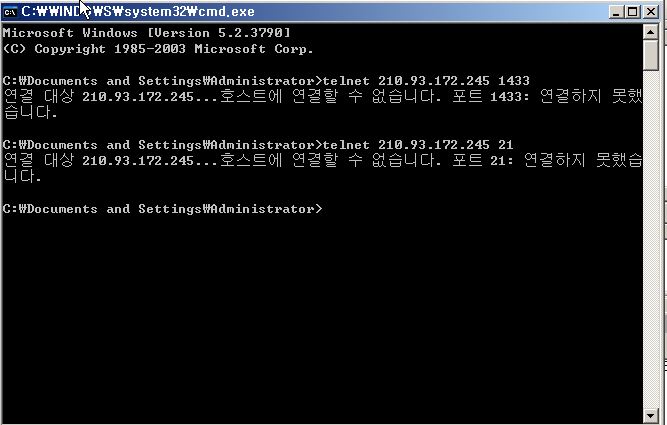 C:\WINDOWS\system32\cmd.exe
Microsoft Windows [Version 5.2.3790]
(C) Copyright 1985-2003 Microsoft Corp.
C:₩Documents and Settings₩Administrator>telnet 210.93.172.245 1433
연결 대상 210.93.172.245...호스트에 연결할 수 없습니다. 포트 1433: 연결하지 못했
습니다.
C:₩Documents and Settings₩Administrator>telnet 210.93.172.245 21
연결 대상 210.93.172.245...호스트에 연결할 수 없습니다. 포트 21: 연결하지 못했습
니다.
C:₩Documents and Settings₩Administrator>